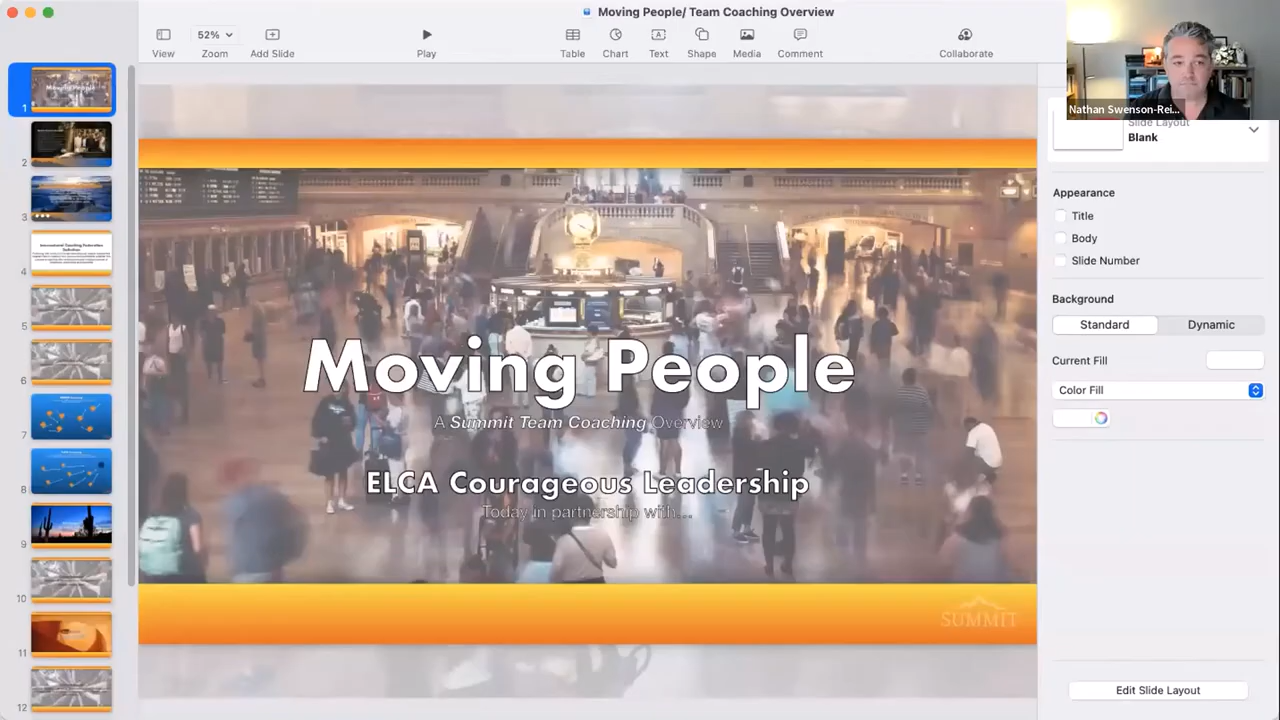 Moving People/ Team Coaching Overview
52%
View
Zoom
Add Slide
Play
Table
Chart
Text
Shape
Media
Comment
Collaborate
Nathan Swenson-Rei...
Slide Layout
Blank
Appearance
Title
Body
Slide Number
Background
Standard
Dynamic
Current Fill
Color Fill
Edit Slide Layout
Moving People
A Summit Team Coaching Overview
ELCA Courageous Leadership
Today in partnership with...
SUMMIT
Moving People
1
2
3
4
5
6
7
8
9
10
11
12